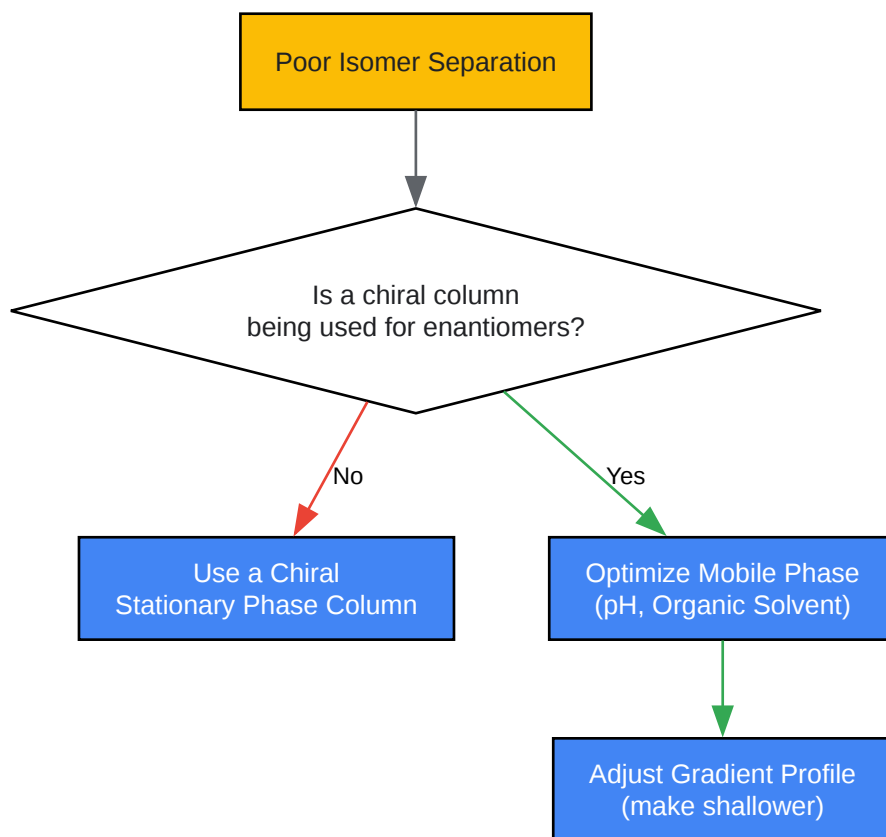 Poor Isomer Separation
Is a chiral column
being used for enantiomers?
No
Yes
Use a Chiral
Stationary Phase Column
Optimize Mobile Phase
(pH, Organic Solvent)
Adjust Gradient Profile
(make shallower)